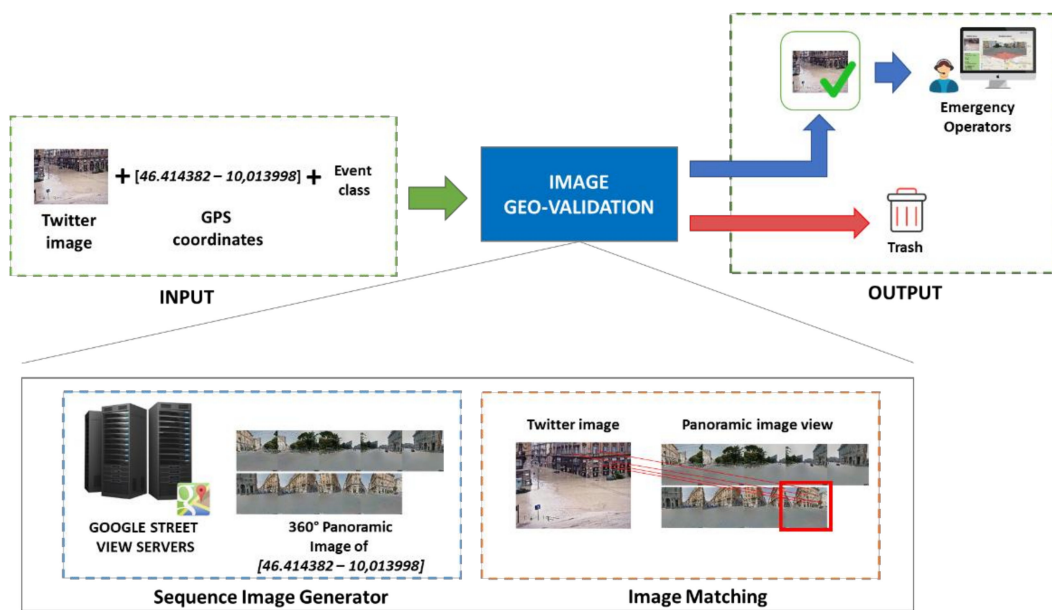 Twitter
image
+ [46.414382 – 10,013998] +
GPS
coordinates
Event
class
INPUT
IMAGE
GEO-VALIDATION
Emergency
Operators
Trash
OUTPUT
GOOGLE STREET
VIEW SERVERS
360° Panoramic
Image of
[46.414382 – 10,013998]
Sequence Image Generator
Twitter image
Panoramic image view
Image Matching